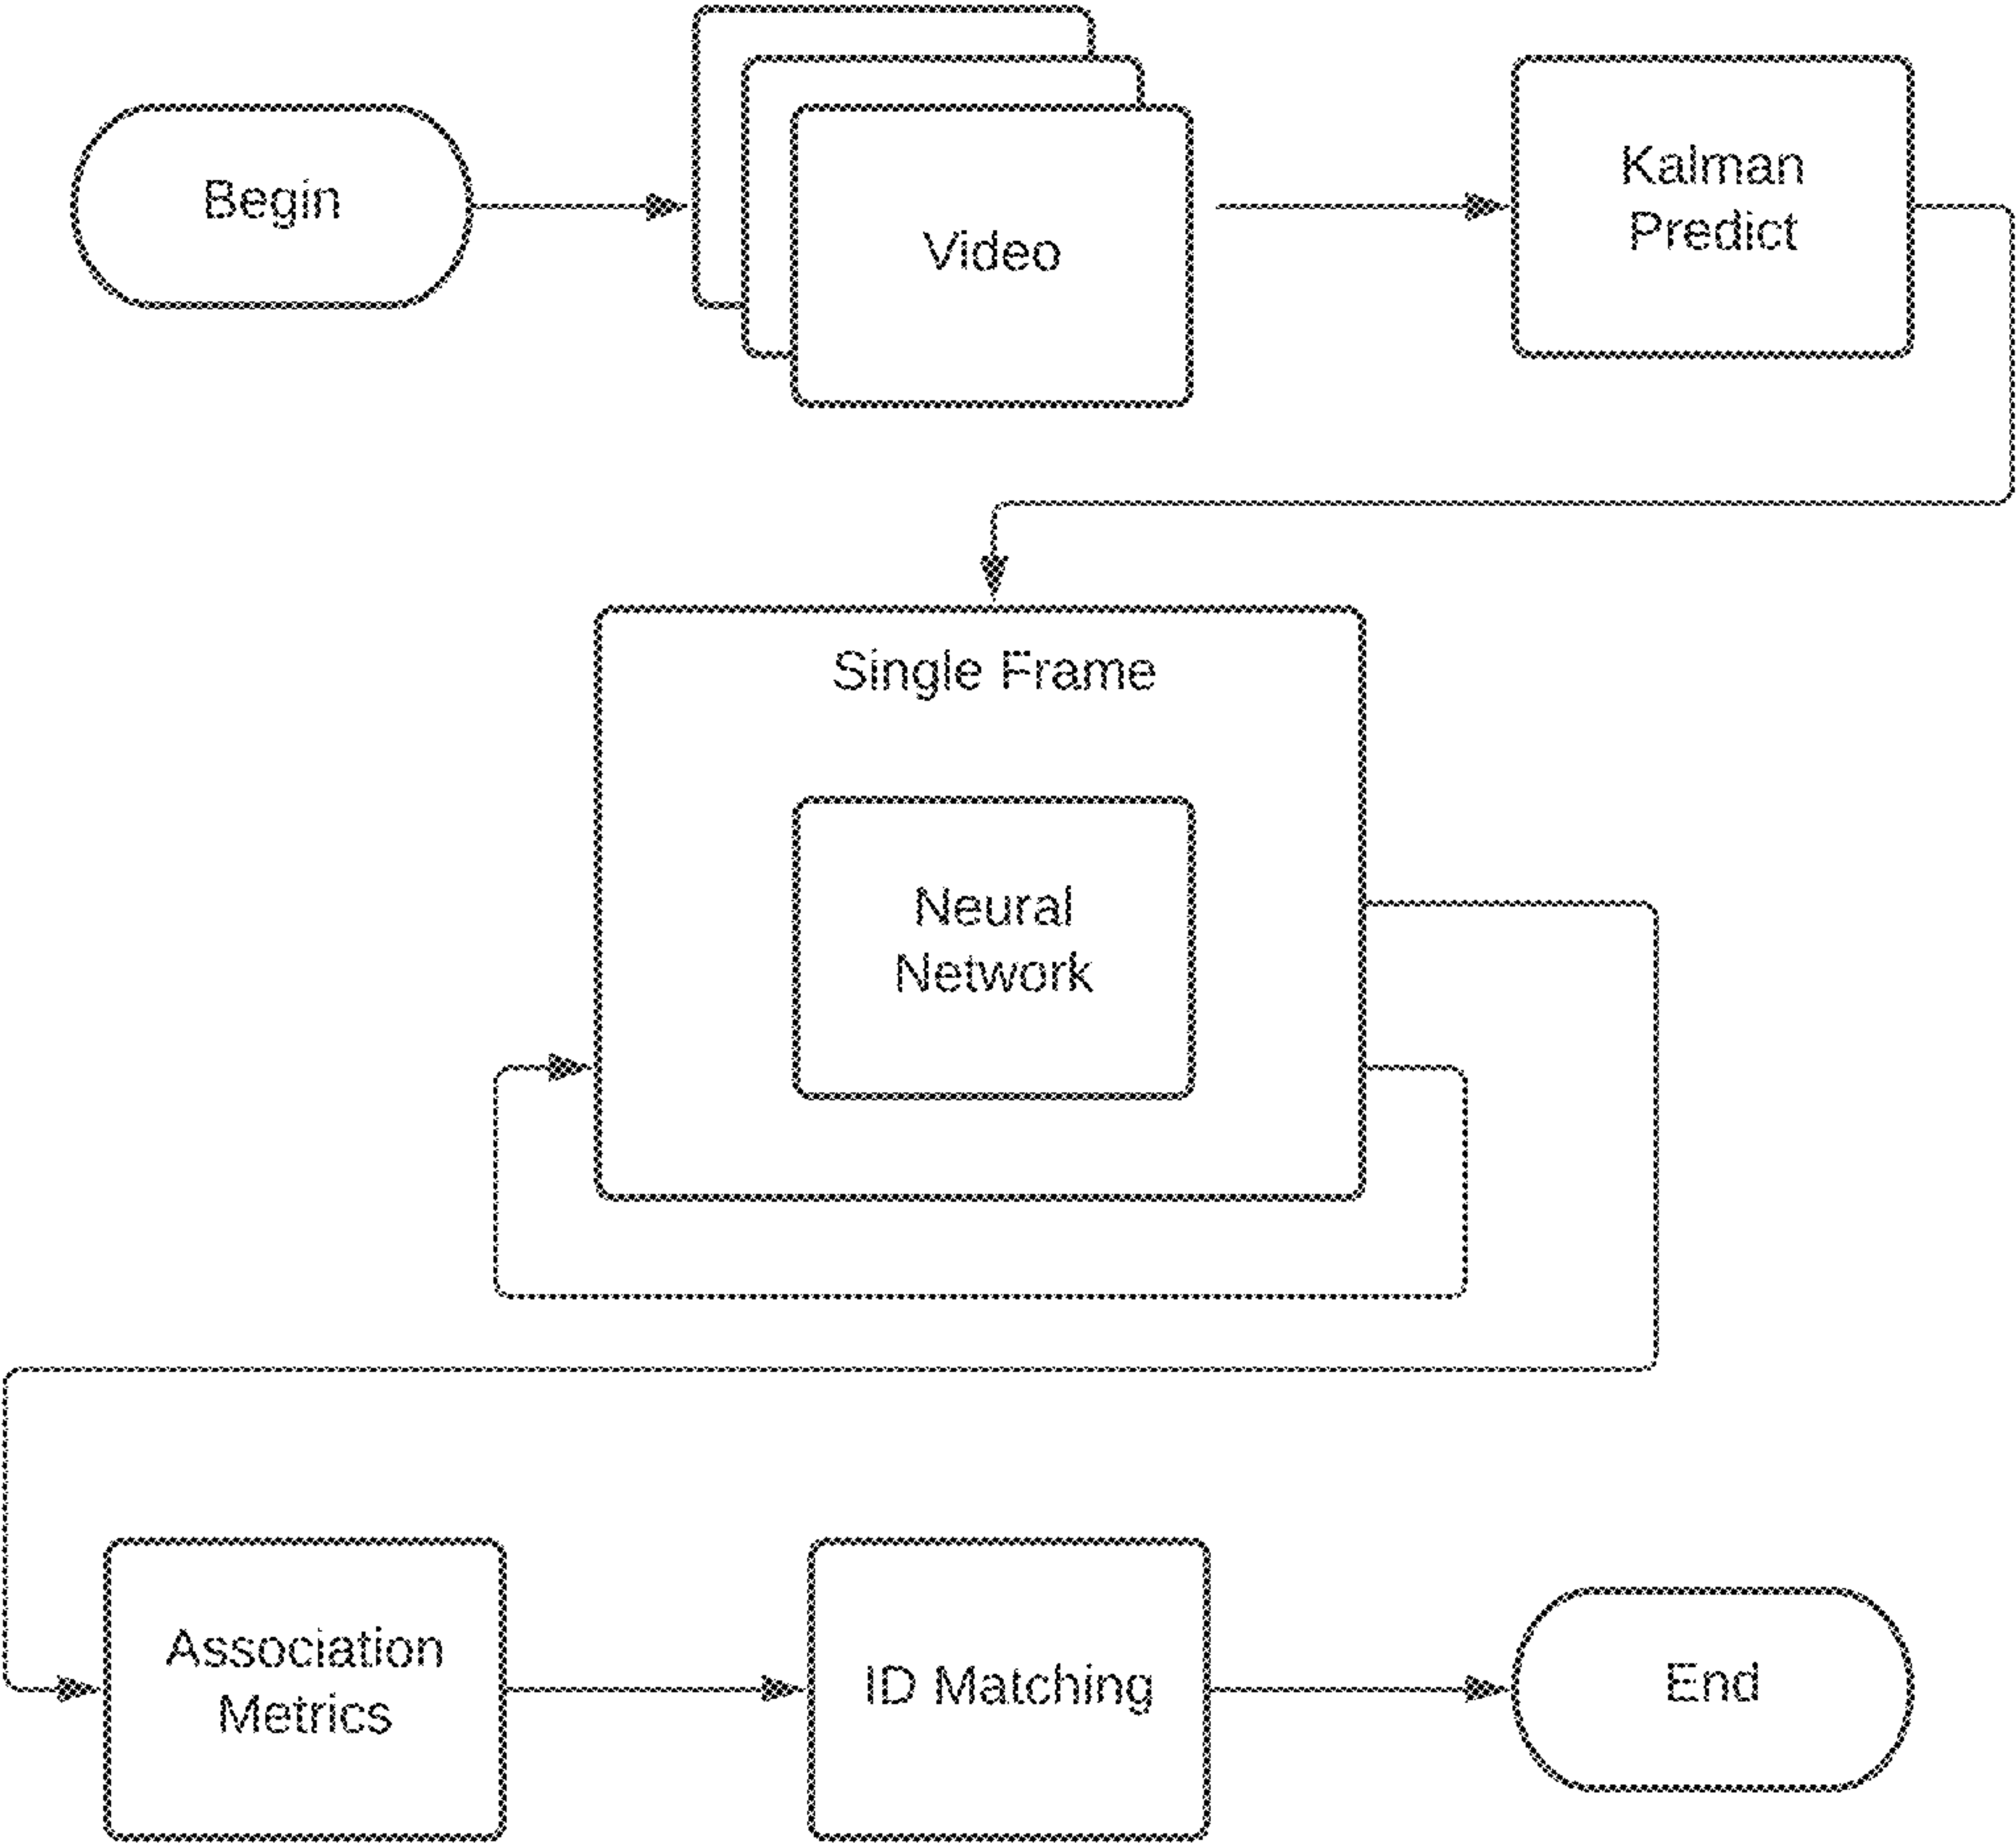 Begin
Video
Kalman
Predict
Single Frame
Neural
Network
Association
Metrics
ID Matching
End